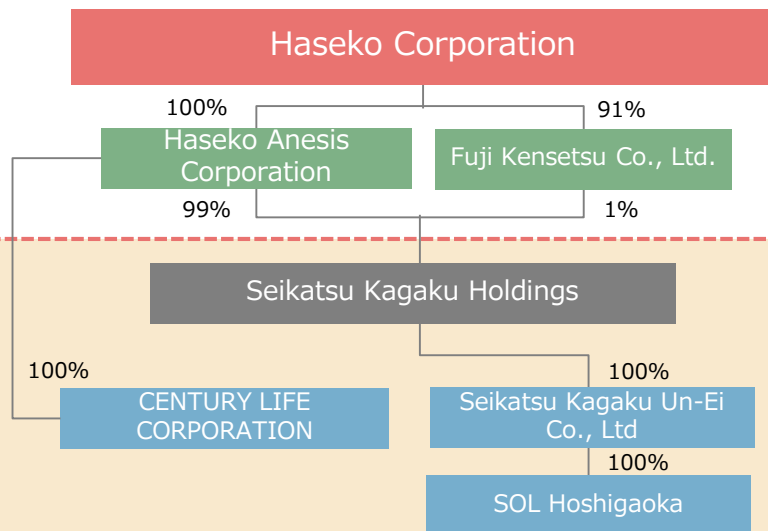 Haseko Corporation
100%
91%
Haseko Anesis
Corporation
Fuji Kensetsu Co., Ltd.
99%
1%
Seikatsu Kagaku Holdings
100%
100%
CENTURY LIFE
CORPORATION
Seikatsu Kagaku Un-Ei
Co., Ltd
100%
SOL Hoshigaoka